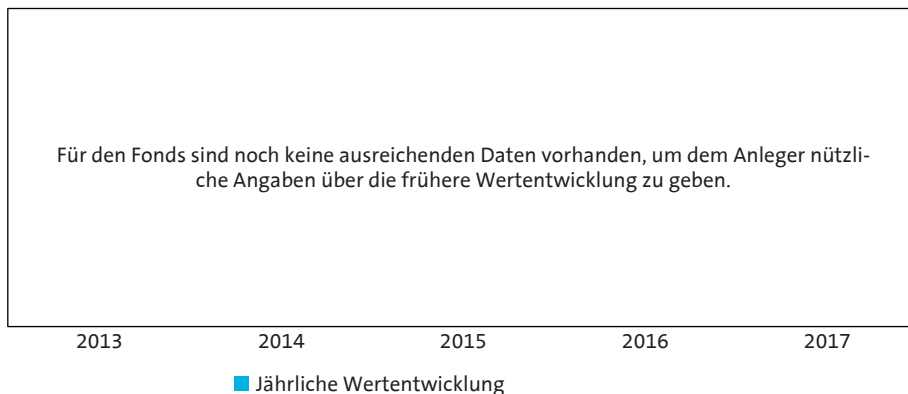 Für den Fonds sind noch keine ausreichenden Daten vorhanden, um dem Anleger nützli-
che Angaben über die frühere Wertentwicklung zu geben.
2013 2014 2015 2016 2017
Jährliche Wertentwicklung